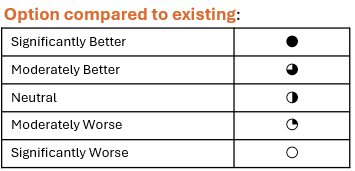 Option compared to existing:
Significantly Better ●
Moderately Better ◕
Neutral ◑
Moderately Worse ◔
Significantly Worse ○